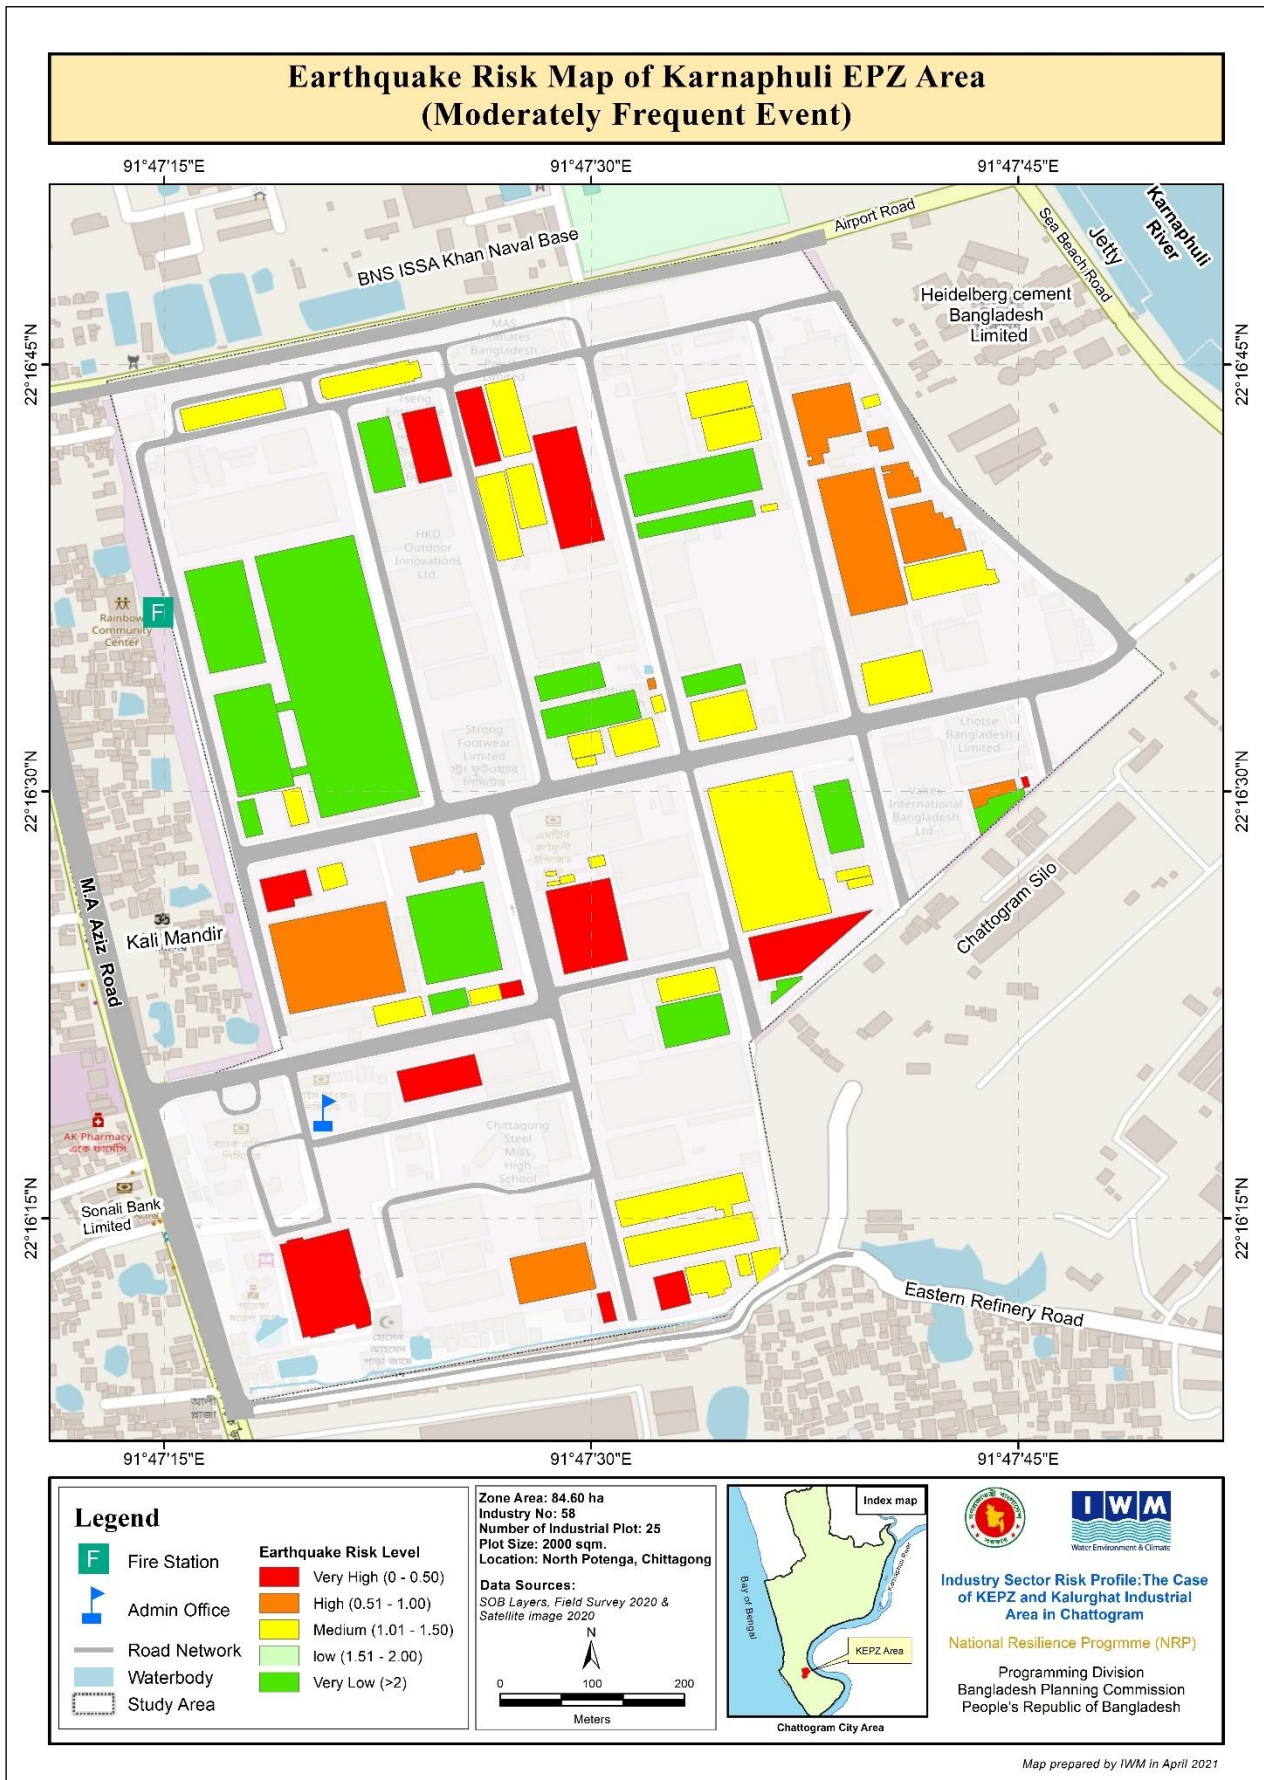 Earthquake Risk Map of Karnaphuli EPZ Area
(Moderately Frequent Event)
91°47'15"E
91°47'30"E
91°47'45"E
Airport Road
BNS ISSA Khan Naval Base
Karnaphuli
River
Jetty
Sea Beach Road
Heidelberg cement
Bangladesh
Limited
22°16'45"N
22°16'45"N
MAS
Intimates
Bangladesh
Limited
Tseng
HKD
Outdoor
Innovations
Ltd.
F
Rainbow
Community
Center
Strong
Footwear
Limited
Lhotse
Bangladesh
Limited
22°16'30"N
22°16'30"N
International
Bangladesh
Ltd.
Chattogram Silo
M.A Aziz Road
Kali Mandir
AK Pharmacy
একে ফার্মেসি
Chittagong
Steel
Mills
High
School
Sonali Bank
Limited
22°16'15"N
22°16'15"N
Eastern Refinery Road
91°47'15"E
91°47'30"E
91°47'45"E
Legend
F Fire Station
Admin Office
Road Network
Waterbody
Study Area
Earthquake Risk Level
Very High (0 - 0.50)
High (0.51 - 1.00)
Medium (1.01 - 1.50)
low (1.51 - 2.00)
Very Low (>2)
Zone Area: 84.60 ha
Industry No: 58
Number of Industrial Plot: 25
Plot Size: 2000 sqm.
Location: North Potenga, Chittagong
Data Sources:
SOB Layers, Field Survey 2020 &
Satellite image 2020
N
0 100 200
Meters
Index map
Karnaphuli River
Bay of Bengal
KEPZ Area
Chattogram City Area
IWM
Water Environment & Climate
Industry Sector Risk Profile:The Case
of KEPZ and Kalurghat Industrial
Area in Chattogram
National Resilience Progrmme (NRP)
Programming Division
Bangladesh Planning Commission
People's Republic of Bangladesh
Map prepared by IWM in April 2021